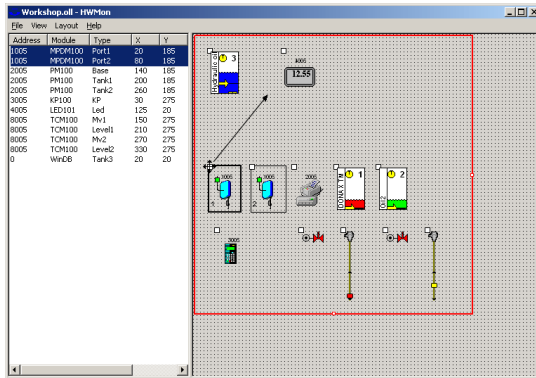 Workshop.oll - HWMon
File View Layout Help
Address Module Type X Y
1005 MPDM100 Port1 20 185
1005 MPDM100 Port2 80 185
2005 PM100 Base 140 185
2005 PM100 Tank1 200 185
2005 PM100 Tank2 260 185
3005 KP100 KP 30 275
4005 LED101 Led 125 20
8005 TCM100 Mv1 150 275
8005 TCM100 Level1 210 275
8005 TCM100 Mv2 270 275
8005 TCM100 Level2 330 275
0 WinDB Tank3 20 20
Hydraulic oil
3
4005
12.55
1005
1
1005
2
2005
DONAX TM
1
2
3005